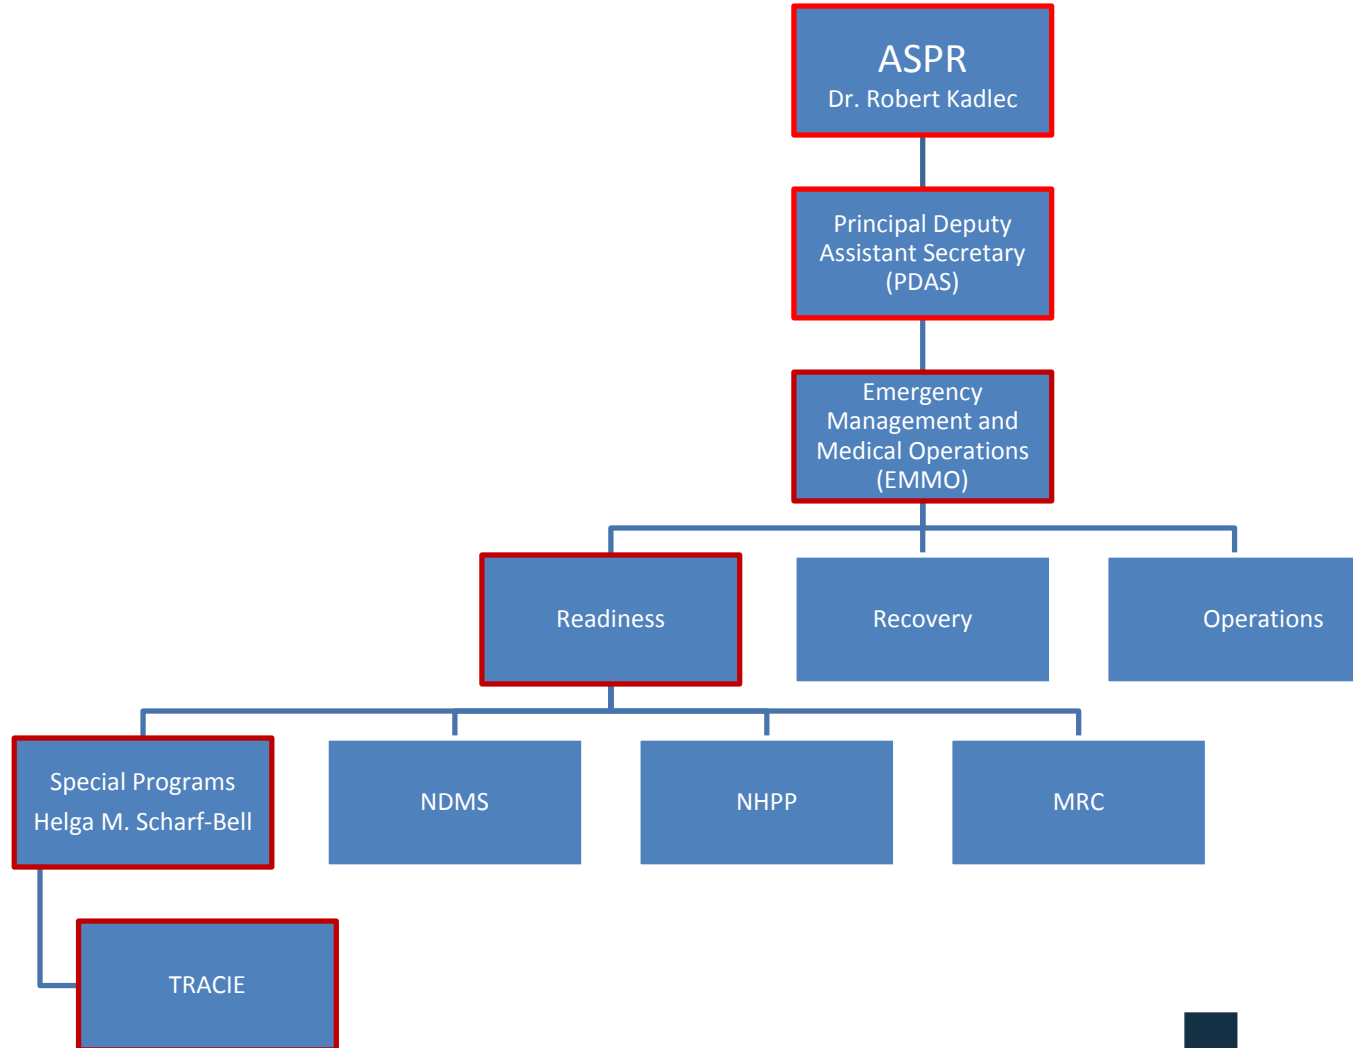 ASPR
Dr. Robert Kadlec
Principal Deputy
Assistant Secretary
(PDAS)
Emergency
Management and
Medical Operations
(EMMO)
Readiness
Recovery
Operations
Special Programs
Helga M. Scharf-Bell
NDMS
NHPP
MRC
TRACIE